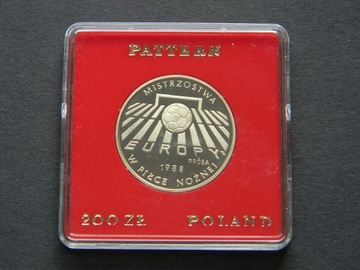 PATTERN
MISTRZOSTWA
EUROPY
PRÓBA
1988
W PIŁCE NOŻNEJ
200 ZŁ POLAND